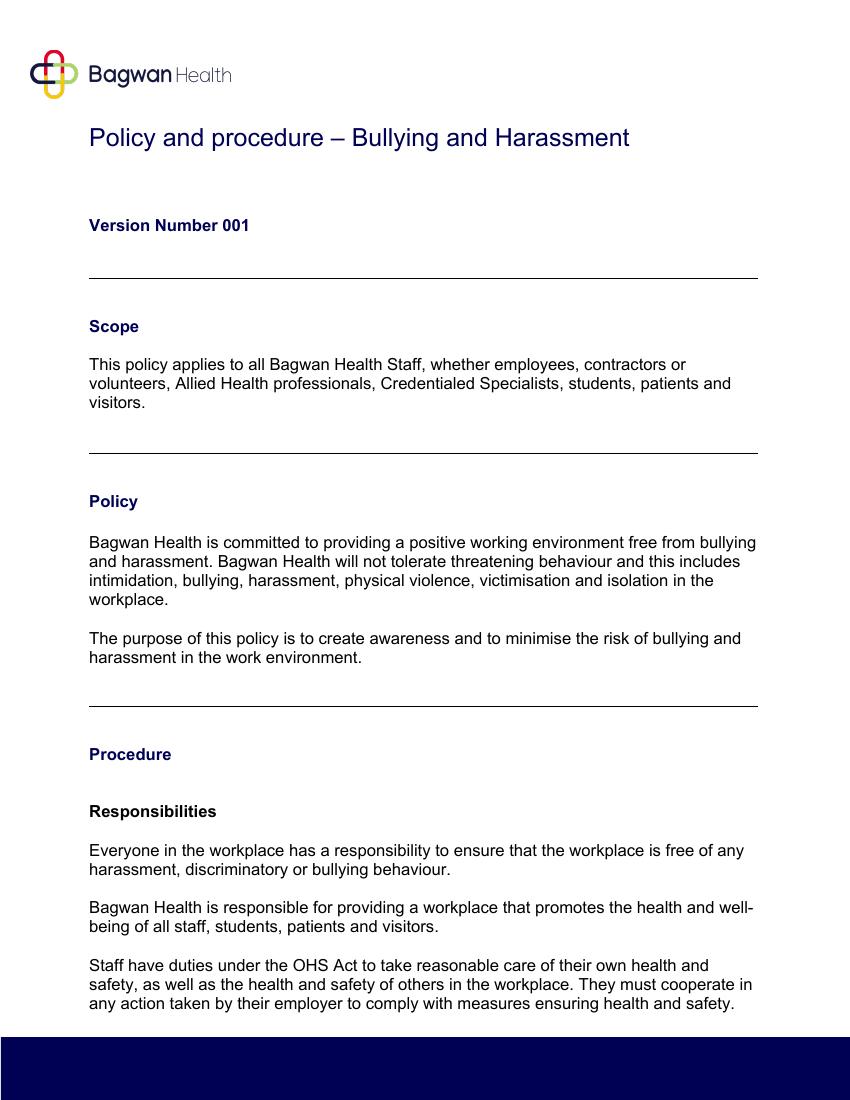 Bagwan Health
Policy and procedure – Bullying and Harassment
Version Number 001
Scope
This policy applies to all Bagwan Health Staff, whether employees, contractors or
volunteers, Allied Health professionals, Credentialed Specialists, students, patients and
visitors.
Policy
Bagwan Health is committed to providing a positive working environment free from bullying
and harassment. Bagwan Health will not tolerate threatening behaviour and this includes
intimidation, bullying, harassment, physical violence, victimisation and isolation in the
workplace.
The purpose of this policy is to create awareness and to minimise the risk of bullying and
harassment in the work environment.
Procedure
Responsibilities
Everyone in the workplace has a responsibility to ensure that the workplace is free of any
harassment, discriminatory or bullying behaviour.
Bagwan Health is responsible for providing a workplace that promotes the health and well-
being of all staff, students, patients and visitors.
Staff have duties under the OHS Act to take reasonable care of their own health and
safety, as well as the health and safety of others in the workplace. They must cooperate in
any action taken by their employer to comply with measures ensuring health and safety.